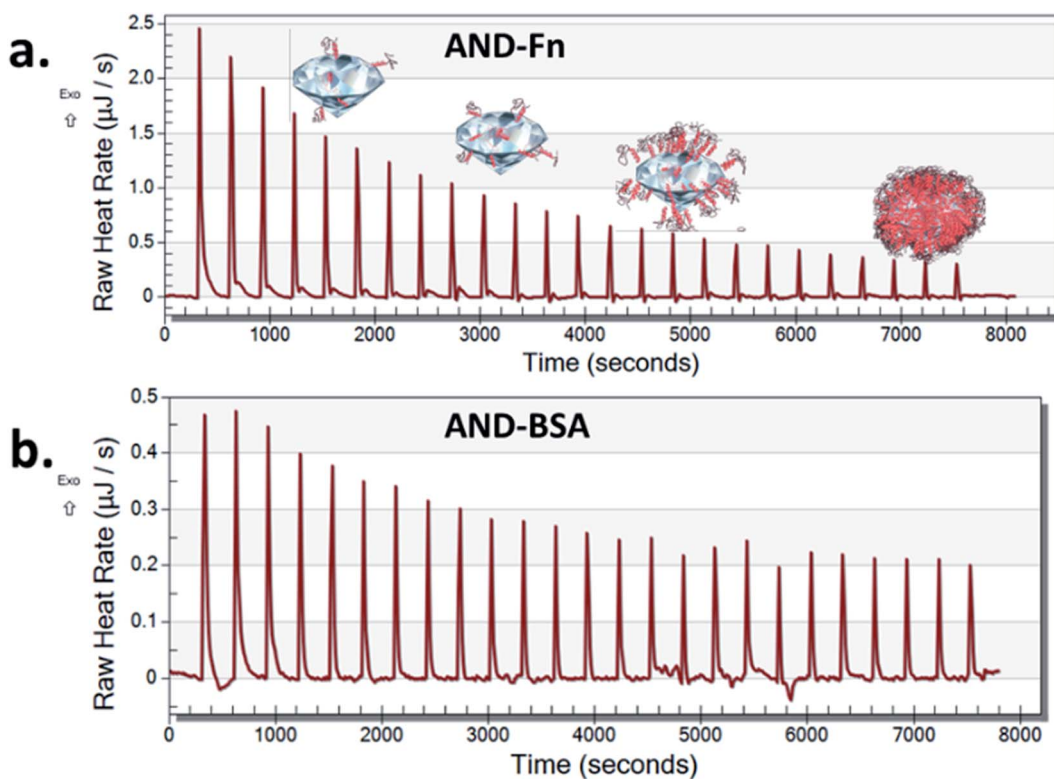 a.
AND-Fn
Exo
Raw Heat Rate (µJ / s)
2.5
2.0
1.5
1.0
0.5
0
0 1000 2000 3000 4000 5000 6000 7000 8000
Time (seconds)
b.
AND-BSA
Exo
Raw Heat Rate (µJ / s)
0.5
0.4
0.3
0.2
0.1
0
0 1000 2000 3000 4000 5000 6000 7000 8000
Time (seconds)